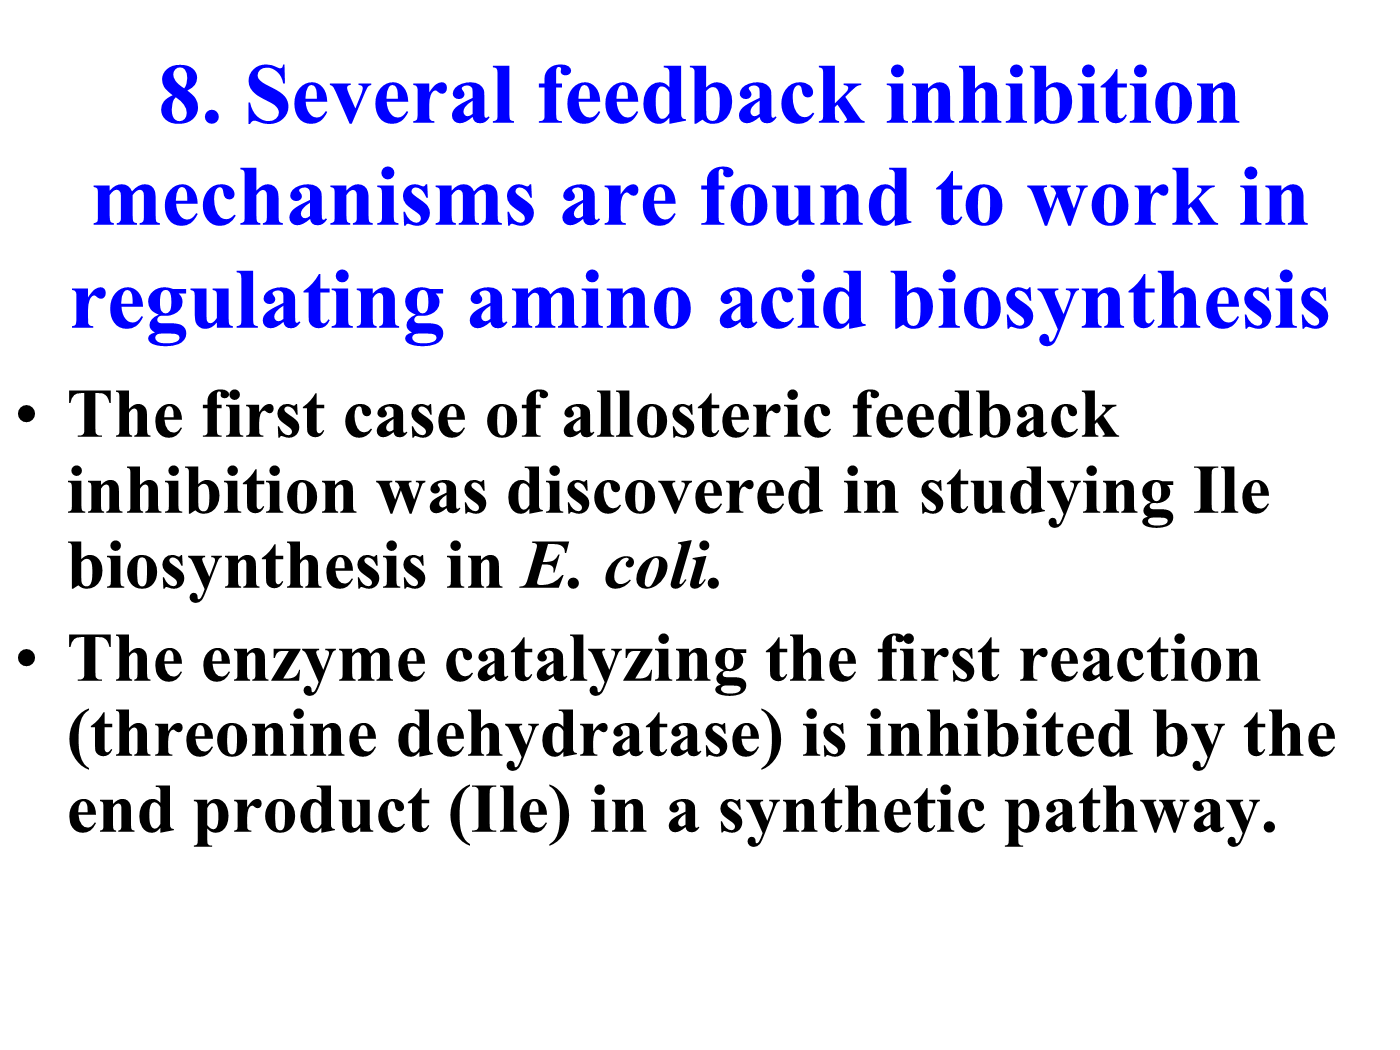 8. Several feedback inhibition
mechanisms are found to work in
regulating amino acid biosynthesis
• The first case of allosteric feedback
inhibition was discovered in studying Ile
biosynthesis in E. coli.
• The enzyme catalyzing the first reaction
(threonine dehydratase) is inhibited by the
end product (Ile) in a synthetic pathway.